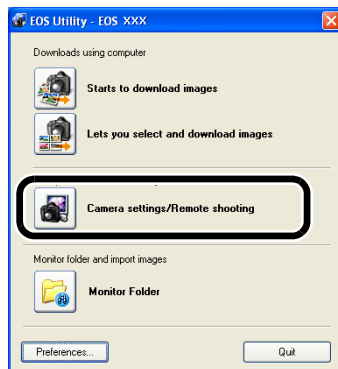 EOS Utility - EOS XXX
Downloads using computer
Starts to download images
Lets you select and download images
Camera settings/Remote shooting
Monitor folder and import images
Monitor Folder
Preferences...
Quit